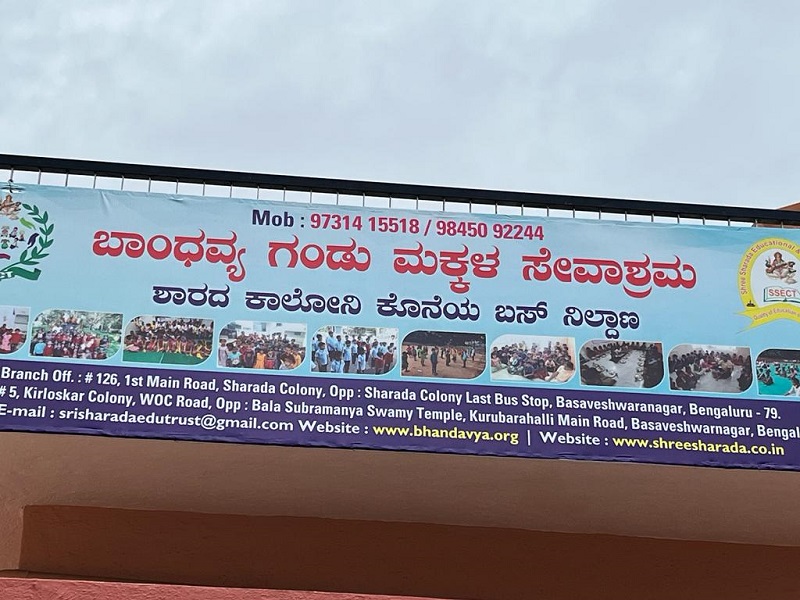 Mob : 97314 15518 / 98450 92244
ಬಾಂಧವ್ಯ ಗಂಡು ಮಕ್ಕಳ ಸೇವಾಶ್ರಮ
ಶಾರದ ಕಾಲೋನಿ ಕೊನೆಯ ಬಸ್ ನಿಲ್ದಾಣ
Shree Sharada Educational &
SSECT
Branch Off. : # 126, 1st Main Road, Sharada Colony, Opp : Sharada Colony Last Bus Stop, Basaveshwaranagar, Bengaluru - 79.
# 5, Kirloskar Colony, WOC Road, Opp : Bala Subramanya Swamy Temple, Kurubarahalli Main Road, Basaveshwarnagar, Bengal
E-mail : srisharadaedutrust@gmail.com Website : www.bhandavya.org | Website : www.shreesharada.co.in